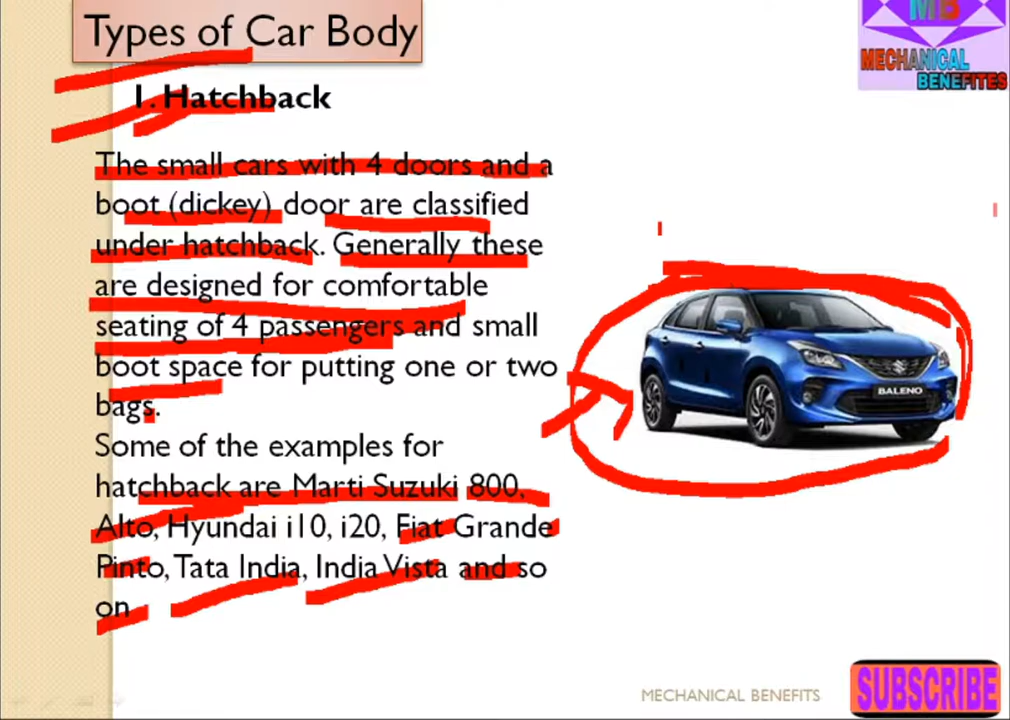 Types of Car Body
MB
MECHANICAL
BENEFITES
1. Hatchback
The small cars with 4 doors and a
boot (dickey) door are classified
under hatchback. Generally these
are designed for comfortable
seating of 4 passengers and small
boot space for putting one or two
bags.
BALENO
Some of the examples for
hatchback are Marti Suzuki 800,
Alto, Hyundai i10, i20, Fiat Grande
Pinto, Tata India, India Vista and so
on
MECHANICAL BENEFITS
SUBSCRIBE